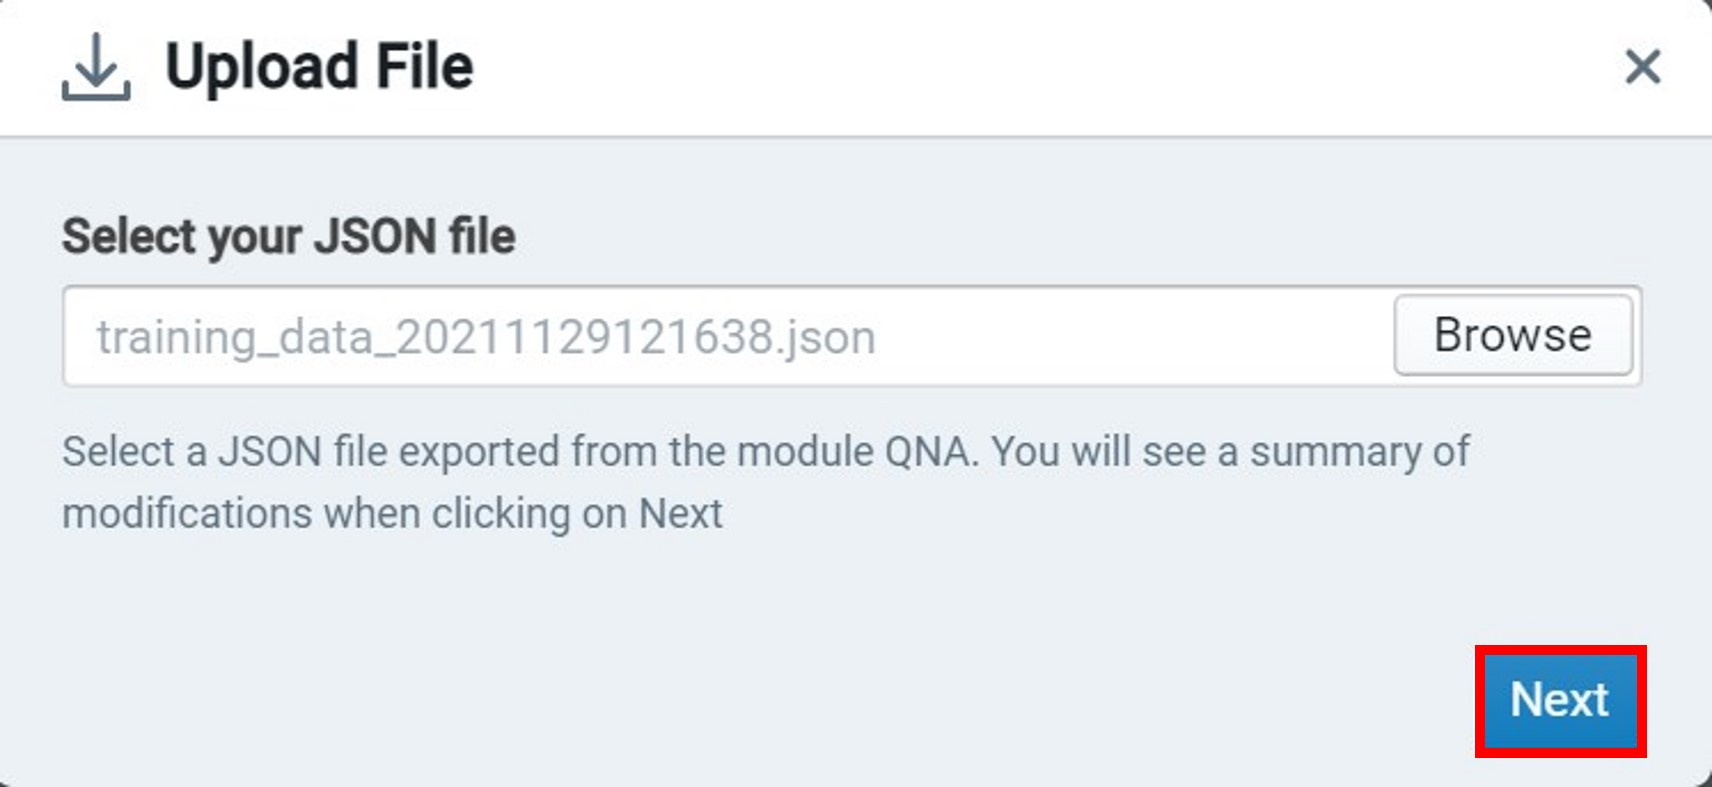 Upload File
Select your JSON file
training_data_20211129121638.json
Browse
Select a JSON file exported from the module QNA. You will see a summary of
modifications when clicking on Next
Next